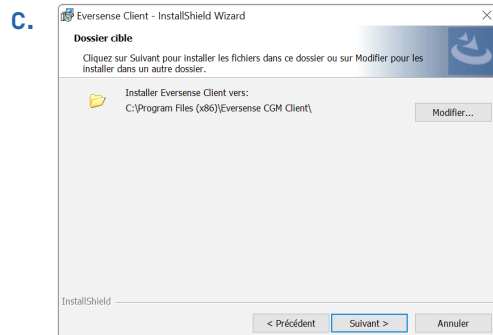 C.
Eversense Client - InstallShield Wizard
Dossier cible
Cliquez sur Suivant pour installer les fichiers dans ce dossier ou sur Modifier pour les
installer dans un autre dossier.
Installer Eversense Client vers:
C:\Program Files (x86)\Eversense CGM Client\
Modifier...
InstallShield
< Précédent
Suivant >
Annuler